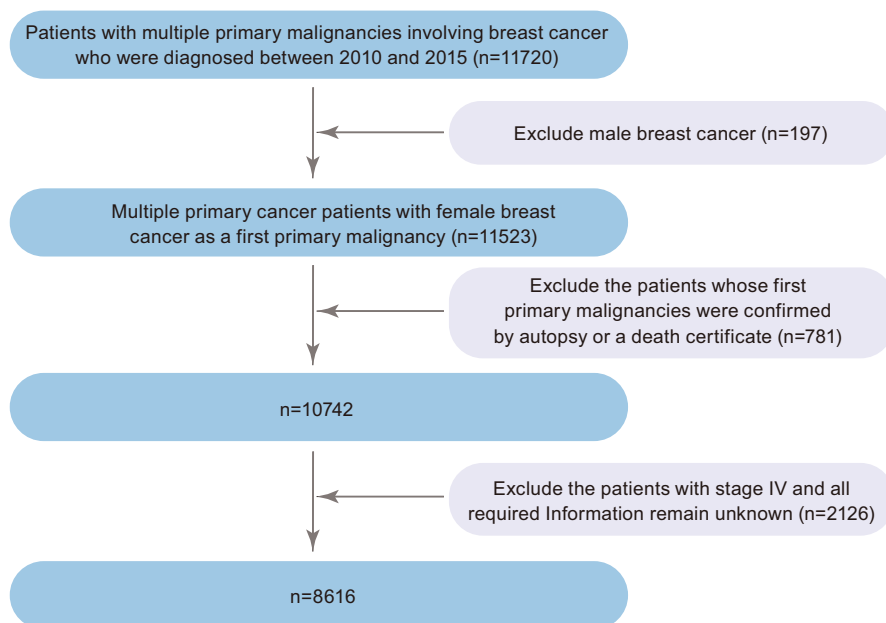 Patients with multiple primary malignancies involving breast cancer
who were diagnosed between 2010 and 2015 (n=11720)
Exclude male breast cancer (n=197)
Multiple primary cancer patients with female breast
cancer as a first primary malignancy (n=11523)
Exclude the patients whose first
primary malignancies were confirmed
by autopsy or a death certificate (n=781)
n=10742
Exclude the patients with stage IV and all
required Information remain unknown (n=2126)
n=8616